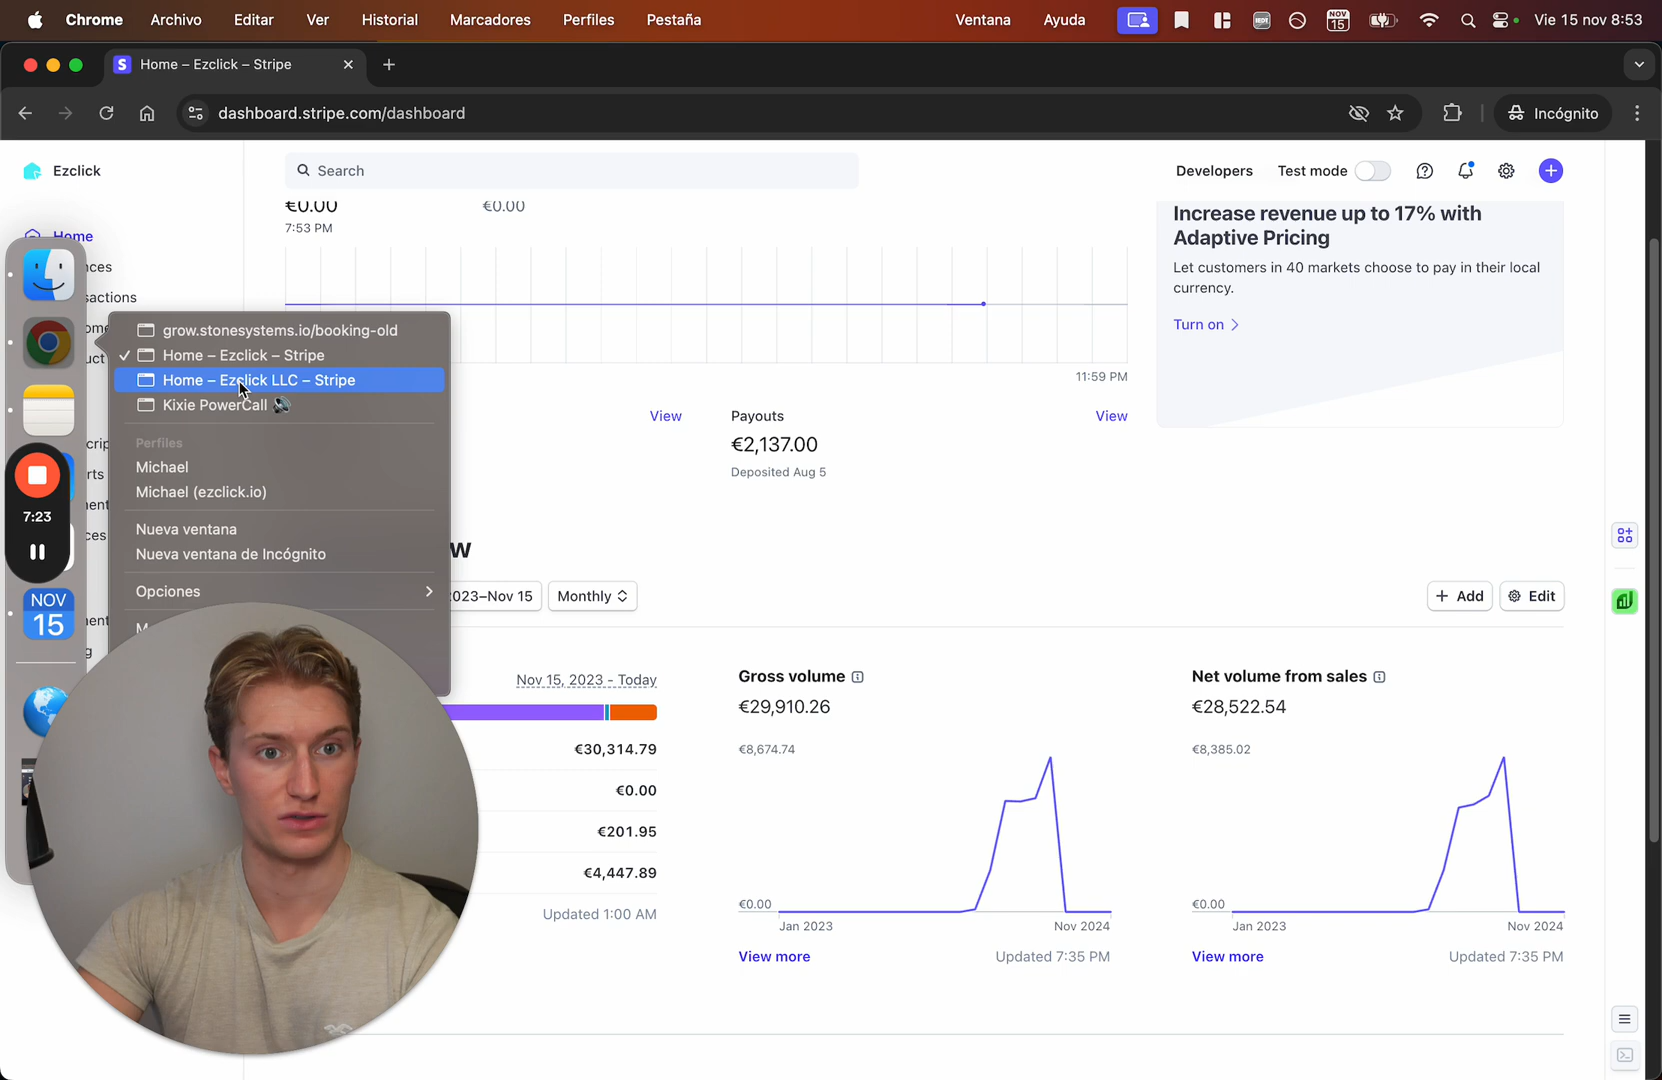 Chrome Archivo Editar Ver Historial Marcadores Perfiles Pestaña Ventana Ayuda NOV 15 Vie 15 nov 8:53
Home – Ezclick – Stripe
dashboard.stripe.com/dashboard
Incógnito
Ezclick
Search
Developers
Test mode
€0.00
€0.00
7:53 PM
Increase revenue up to 17% with
Adaptive Pricing
Let customers in 40 markets choose to pay in their local
currency.
Turn on
Home
nces
sactions
grow.stonesystems.io/booking-old
Home – Ezclick – Stripe
Home – Ezclick LLC – Stripe
Kixie PowerCall
Perfiles
Michael
Michael (ezclick.io)
Nueva ventana
Nueva ventana de Incógnito
Opciones
7:23
NOV
15
11:59 PM
View
Payouts
View
€2,137.00
Deposited Aug 5
w
2023–Nov 15
Monthly
Add
Edit
Nov 15, 2023 - Today
€30,314.79
€0.00
€201.95
€4,447.89
Updated 1:00 AM
Gross volume
€29,910.26
€8,674.74
€0.00
Jan 2023 Nov 2024
View more
Updated 7:35 PM
Net volume from sales
€28,522.54
€8,385.02
€0.00
Jan 2023 Nov 2024
View more
Updated 7:35 PM